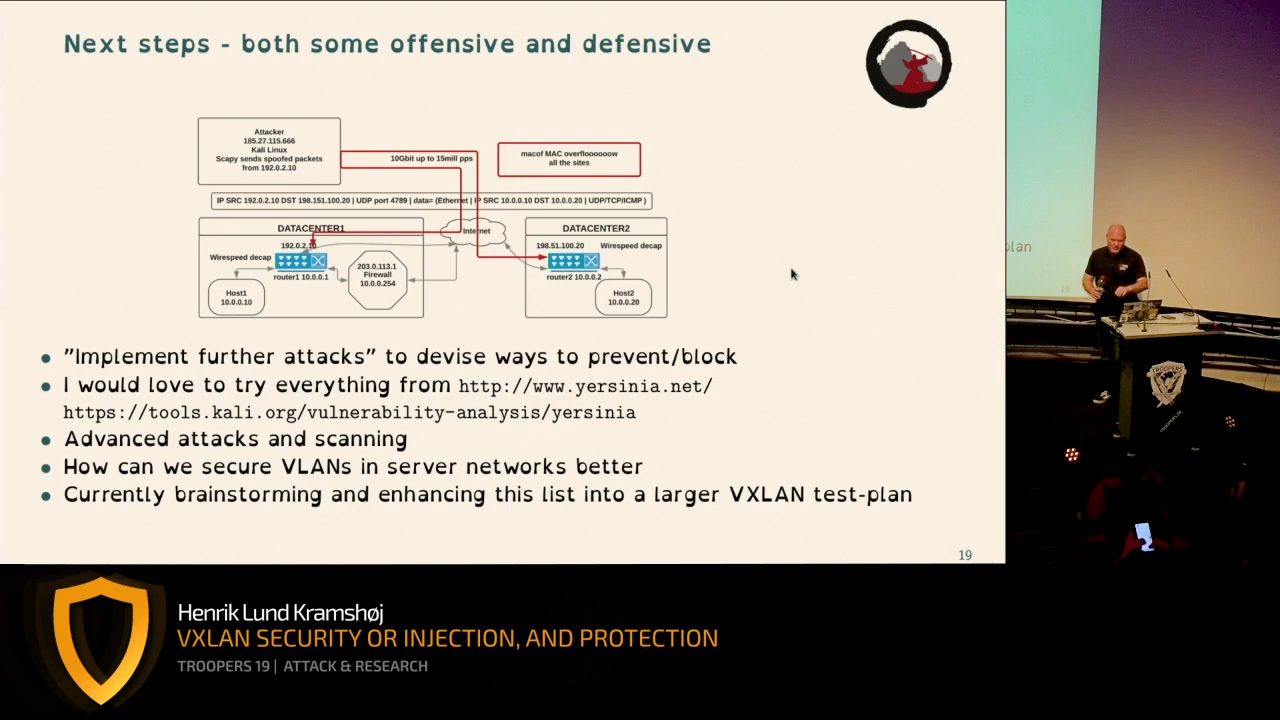 Next steps - both some offensive and defensive
Attacker
185.27.115.666
Kali Linux
Scapy sends spoofed packets
from 192.0.2.10
10Gbit up to 15mill pps
macof MAC overfloooooow
all the sites
IP SRC 192.0.2.10 DST 198.151.100.20 | UDP port 4789 | data= (Ethernet | IP SRC 10.0.0.10 DST 10.0.0.20 | UDP/TCP/ICMP )
DATACENTER1
Internet
DATACENTER2
192.0.2.10
198.51.100.20
Wirespeed decap
Wirespeed decap
203.0.113.1
Firewall
10.0.0.254
router1 10.0.0.1
router2 10.0.0.2
Host1
10.0.0.10
Host2
10.0.0.20
• "Implement further attacks" to devise ways to prevent/block
• I would love to try everything from http://www.yersinia.net/
https://tools.kali.org/vulnerability-analysis/yersinia
• Advanced attacks and scanning
• How can we secure VLANs in server networks better
• Currently brainstorming and enhancing this list into a larger VXLAN test-plan
19
plan
TROOPERS
Henrik Lund Kramshøj
VXLAN SECURITY OR INJECTION, AND PROTECTION
TROOPERS 19 | ATTACK & RESEARCH